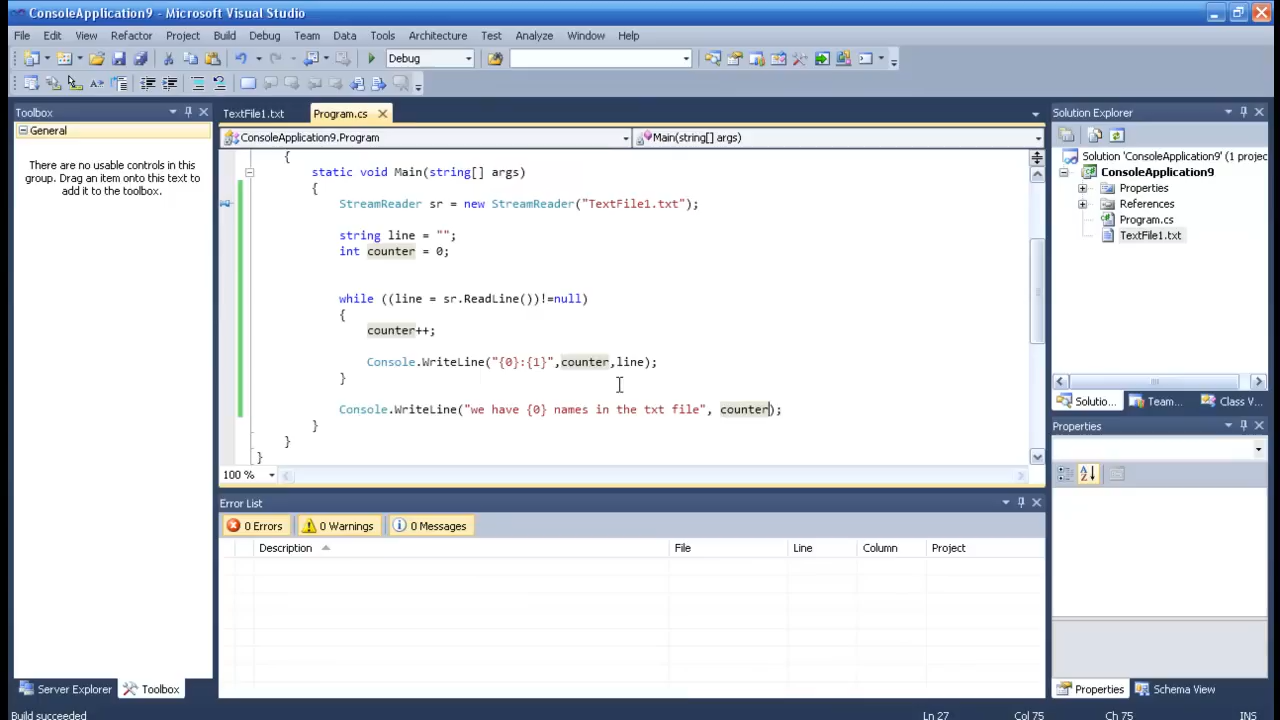 ConsoleApplication9 - Microsoft Visual Studio
File Edit View Refactor Project Build Debug Team Data Tools Architecture Test Analyze Window Help
Debug
Toolbox
TextFile1.txt Program.cs
Solution Explorer
General
ConsoleApplication9.Program
Main(string[] args)
There are no usable controls in this
group. Drag an item onto this text to
add it to the toolbox.
{
static void Main(string[] args)
{
StreamReader sr = new StreamReader("TextFile1.txt");
string line = "";
int counter = 0;
while ((line = sr.ReadLine())!=null)
{
counter++;
Console.WriteLine("{0}:{1}",counter,line);
}
Console.WriteLine("we have {0} names in the txt file", counter);
}
}
}
100 %
Solution 'ConsoleApplication9' (1 projec
ConsoleApplication9
Properties
References
Program.cs
TextFile1.txt
Solutio... Team... Class V...
Properties
Error List
0 Errors 0 Warnings 0 Messages
Description File Line Column Project
Server Explorer Toolbox
Properties Schema View
Build succeeded Ln 27 Col 75 Ch 75 INS